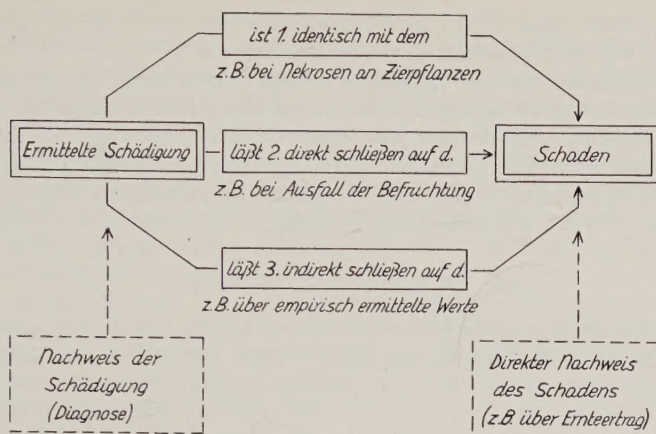 ist 1. identisch mit dem
z.B. bei Nekrosen an Zierpflanzen
Ermittelte Schädigung
läßt 2. direkt schließen auf d.
Schaden
z.B. bei Ausfall der Befruchtung
läßt 3. indirekt schließen auf d.
z.B. über empirisch ermittelte Werte
Nachweis der
Schädigung
(Diagnose)
Direkter Nachweis
des Schadens
(z.B. über Ernteertrag)